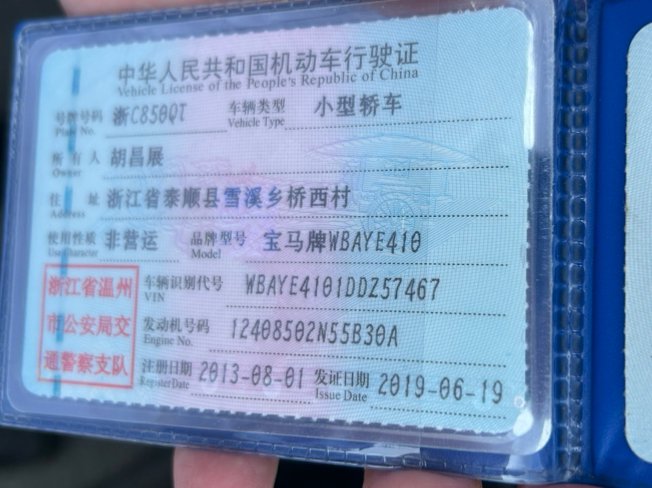 中华人民共和国机动车行驶证
Vehicle License of the People's Republic of China
号牌号码 浙C850QT 车辆类型 小型轿车
Plate No. Vehicle Type
所有人 胡昌展
Owner
住址 浙江省泰顺县雪溪乡桥西村
Address
使用性质 非营运 品牌型号 宝马牌WBAYE410
Use Character Model
浙江省温州
市公安局交
通警察支队
车辆识别代号 WBAYE4101DDZ57467
VIN
发动机号码 12408502N55B30A
Engine No.
注册日期 2013-08-01 发证日期 2019-06-19
Register Date Issue Date